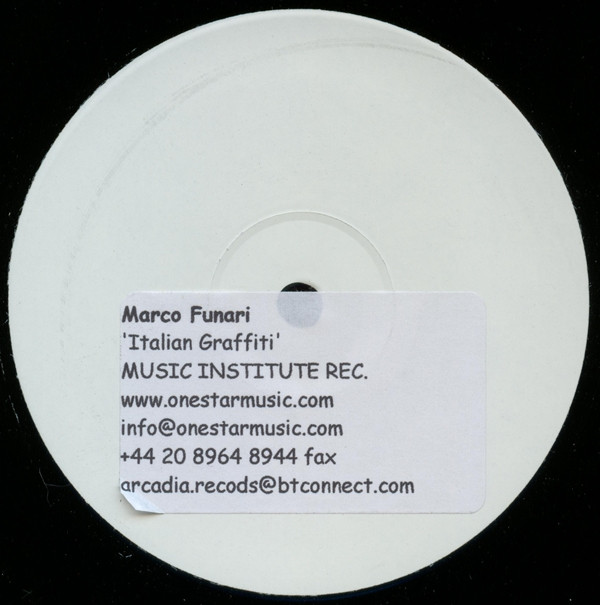 Marco Funari
'Italian Graffiti'
MUSIC INSTITUTE REC.
www.onestarmusic.com
info@onestarmusic.com
+44 20 8964 8944 fax
arcadia.recods@btconnect.com